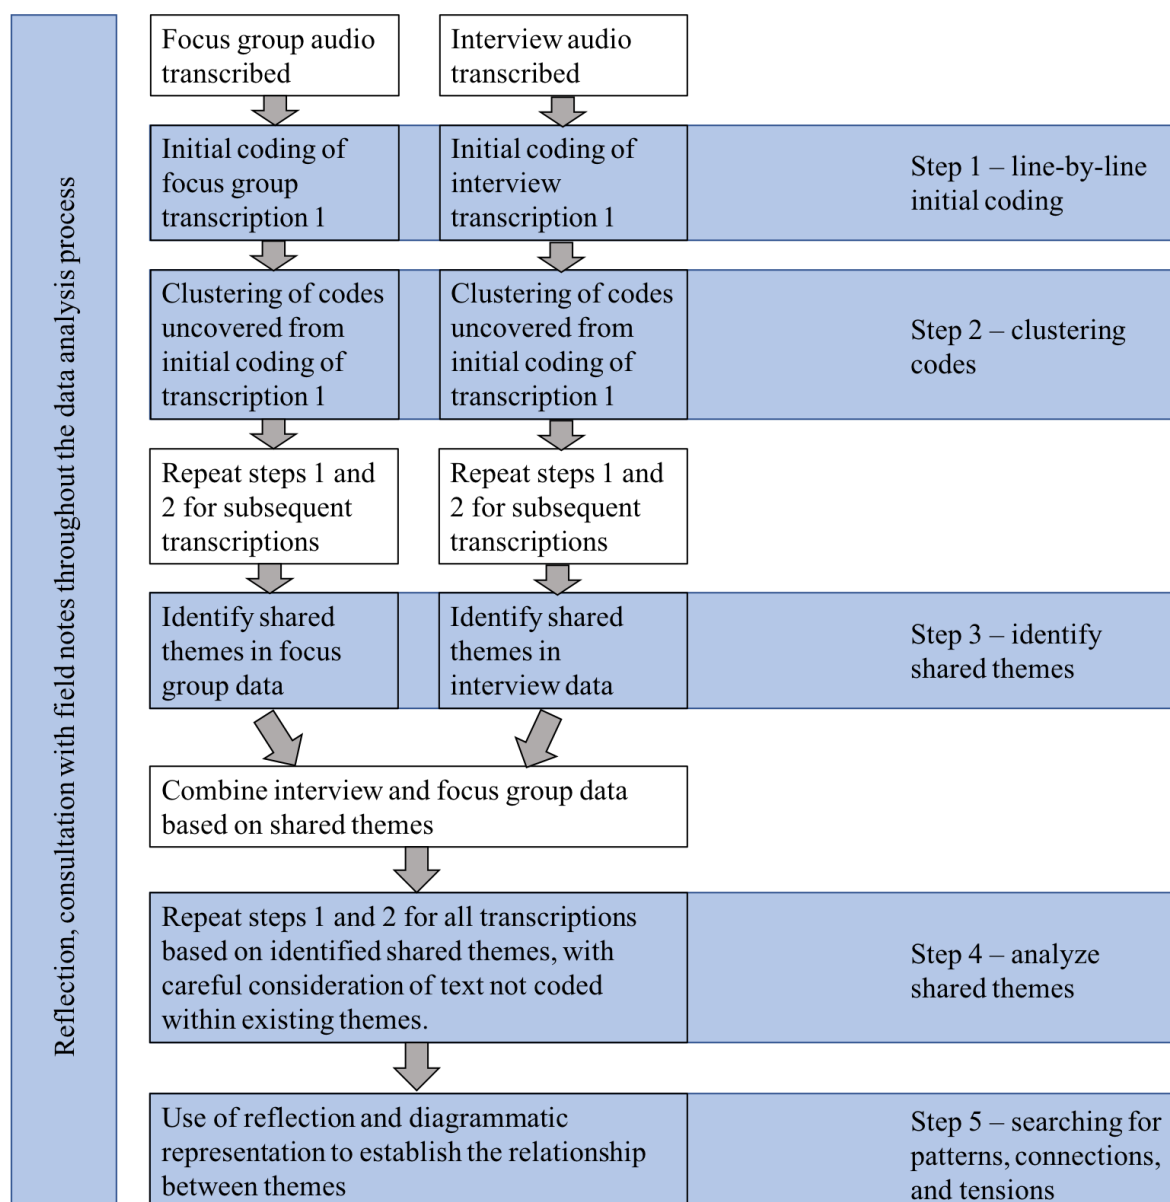 Reflection, consultation with field notes throughout the data analysis process
Focus group audio
transcribed
Interview audio
transcribed
Initial coding of
focus group
transcription 1
Initial coding of
interview
transcription 1
Step 1 – line-by-line
initial coding
Clustering of codes
uncovered from
initial coding of
transcription 1
Clustering of codes
uncovered from
initial coding of
transcription 1
Step 2 – clustering
codes
Repeat steps 1 and
2 for subsequent
transcriptions
Repeat steps 1 and
2 for subsequent
transcriptions
Identify shared
themes in focus
group data
Identify shared
themes in
interview data
Step 3 – identify
shared themes
Combine interview and focus group data
based on shared themes
Repeat steps 1 and 2 for all transcriptions
based on identified shared themes, with
careful consideration of text not coded
within existing themes.
Step 4 – analyze
shared themes
Use of reflection and diagrammatic
representation to establish the relationship
between themes
Step 5 – searching for
patterns, connections,
and tensions